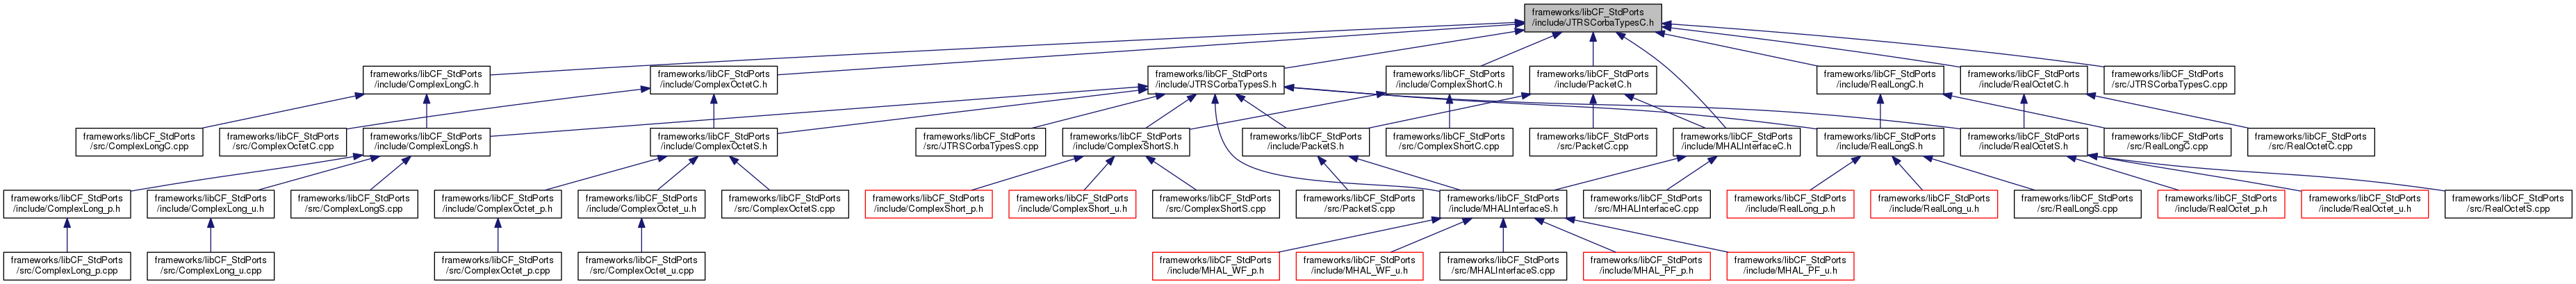 frameworks/libCF_StdPorts
/include/JTRSCorbaTypesC.h
frameworks/libCF_StdPorts
/include/ComplexLongC.h
frameworks/libCF_StdPorts
/include/ComplexOctetC.h
frameworks/libCF_StdPorts
/include/JTRSCorbaTypesS.h
frameworks/libCF_StdPorts
/include/ComplexShortC.h
frameworks/libCF_StdPorts
/include/PacketC.h
frameworks/libCF_StdPorts
/include/RealLongC.h
frameworks/libCF_StdPorts
/include/RealOctetC.h
frameworks/libCF_StdPorts
/src/JTRSCorbaTypesC.cpp
frameworks/libCF_StdPorts
/src/ComplexLongC.cpp
frameworks/libCF_StdPorts
/src/ComplexOctetC.cpp
frameworks/libCF_StdPorts
/include/ComplexLongS.h
frameworks/libCF_StdPorts
/include/ComplexOctetS.h
frameworks/libCF_StdPorts
/src/JTRSCorbaTypesS.cpp
frameworks/libCF_StdPorts
/include/ComplexShortS.h
frameworks/libCF_StdPorts
/include/PacketS.h
frameworks/libCF_StdPorts
/src/ComplexShortC.cpp
frameworks/libCF_StdPorts
/src/PacketC.cpp
frameworks/libCF_StdPorts
/include/MHALInterfaceC.h
frameworks/libCF_StdPorts
/include/RealLongS.h
frameworks/libCF_StdPorts
/include/RealOctetS.h
frameworks/libCF_StdPorts
/src/RealLongC.cpp
frameworks/libCF_StdPorts
/src/RealOctetC.cpp
frameworks/libCF_StdPorts
/include/ComplexLong_p.h
frameworks/libCF_StdPorts
/include/ComplexLong_u.h
frameworks/libCF_StdPorts
/src/ComplexLongS.cpp
frameworks/libCF_StdPorts
/include/ComplexOctet_p.h
frameworks/libCF_StdPorts
/include/ComplexOctet_u.h
frameworks/libCF_StdPorts
/src/ComplexOctetS.cpp
frameworks/libCF_StdPorts
/include/ComplexShort_p.h
frameworks/libCF_StdPorts
/include/ComplexShort_u.h
frameworks/libCF_StdPorts
/src/ComplexShortS.cpp
frameworks/libCF_StdPorts
/src/PacketS.cpp
frameworks/libCF_StdPorts
/include/MHALInterfaceS.h
frameworks/libCF_StdPorts
/src/MHALInterfaceC.cpp
frameworks/libCF_StdPorts
/include/RealLong_p.h
frameworks/libCF_StdPorts
/include/RealLong_u.h
frameworks/libCF_StdPorts
/src/RealLongS.cpp
frameworks/libCF_StdPorts
/include/RealOctet_p.h
frameworks/libCF_StdPorts
/include/RealOctet_u.h
frameworks/libCF_StdPorts
/src/RealOctetS.cpp
frameworks/libCF_StdPorts
/src/ComplexLong_p.cpp
frameworks/libCF_StdPorts
/src/ComplexLong_u.cpp
frameworks/libCF_StdPorts
/src/ComplexOctet_p.cpp
frameworks/libCF_StdPorts
/src/ComplexOctet_u.cpp
frameworks/libCF_StdPorts
/include/MHAL_WF_p.h
frameworks/libCF_StdPorts
/include/MHAL_WF_u.h
frameworks/libCF_StdPorts
/src/MHALInterfaceS.cpp
frameworks/libCF_StdPorts
/include/MHAL_PF_p.h
frameworks/libCF_StdPorts
/include/MHAL_PF_u.h